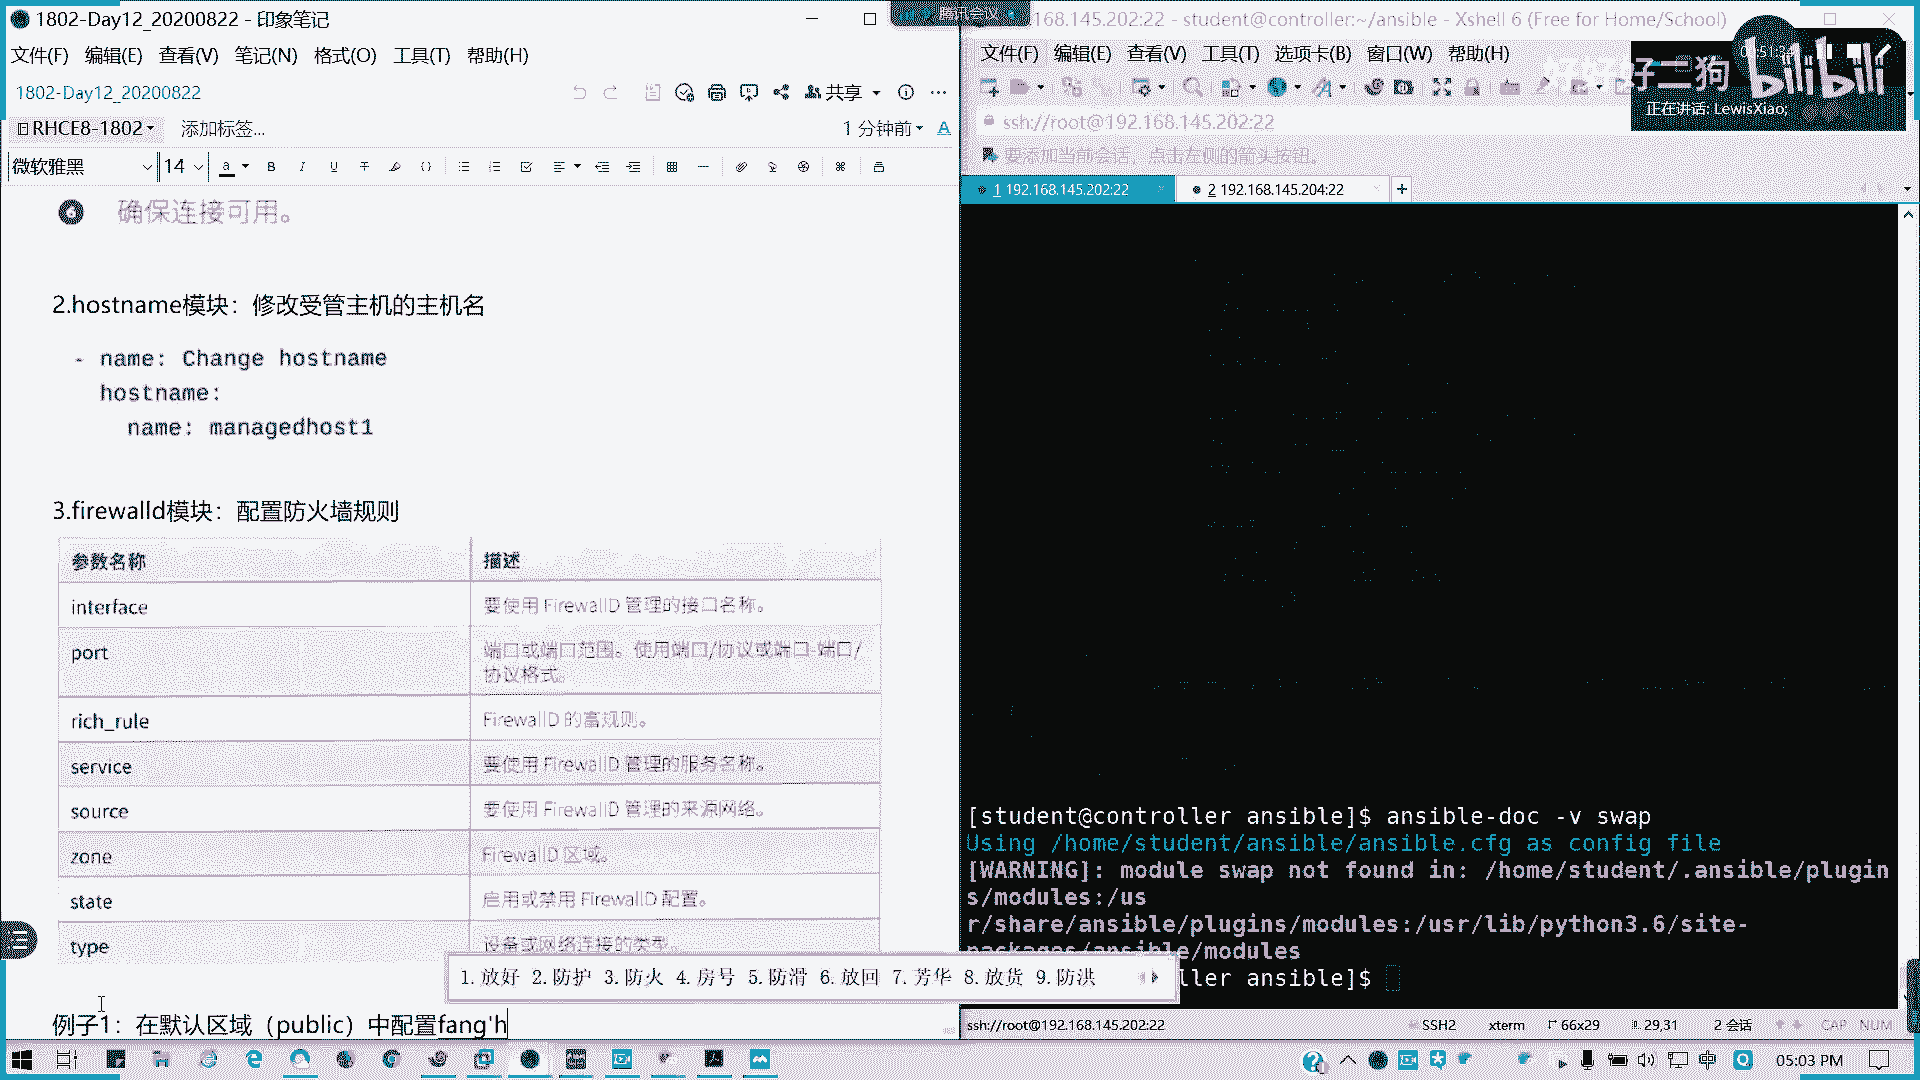 1802-Day12_20200822 - 印象笔记
文件(F) 编辑(E) 查看(V) 笔记(N) 格式(O) 工具(T) 帮助(H)
1802-Day12_20200822
共享
RHCE8-1802
添加标签...
1 分钟前
微软雅黑
14
确保连接可用。
2.hostname模块：修改受管主机的主机名
- name: Change hostname
hostname:
name: managedhost1
3.firewalld模块：配置防火墙规则
参数名称 描述
interface 要使用 FirewallD 管理的接口名称。
port 端口或端口范围。使用端口/协议或端口-端口/
协议格式。
rich_rule FirewallD 的富规则。
service 要使用 FirewallD 管理的服务名称。
source 要使用 FirewallD 管理的来源网络。
zone FirewallD 区域。
state 启用或禁用 FirewallD 配置。
type 设备或网络连接的类型。
1.放好 2.防护 3.防火 4.房号 5.防滑 6.放回 7.芳华 8.放货 9.防洪
例子1：在默认区域（public）中配置fang'h
腾讯会议
168.145.202:22 - student@controller:~/ansible - Xshell 6 (Free for Home/School)
文件(F) 编辑(E) 查看(V) 工具(T) 选项卡(B) 窗口(W) 帮助(H)
好好好二狗
bilibili
正在讲话: LewisXiao;
ssh://root@192.168.145.202:22
要添加当前会话，点击左侧的箭头按钮。
1 192.168.145.202:22
2 192.168.145.204:22
[student@controller ansible]$ ansible-doc -v swap
Using /home/student/ansible/ansible.cfg as config file
[WARNING]: module swap not found in: /home/student/.ansible/plugin
s/modules:/us
r/share/ansible/plugins/modules:/usr/lib/python3.6/site-
packages/ansible/modules
ller ansible]$
ssh://root@192.168.145.202:22
SSH2
xterm
66x29
29,31
2 会话
CAP NUM
中
05:03 PM